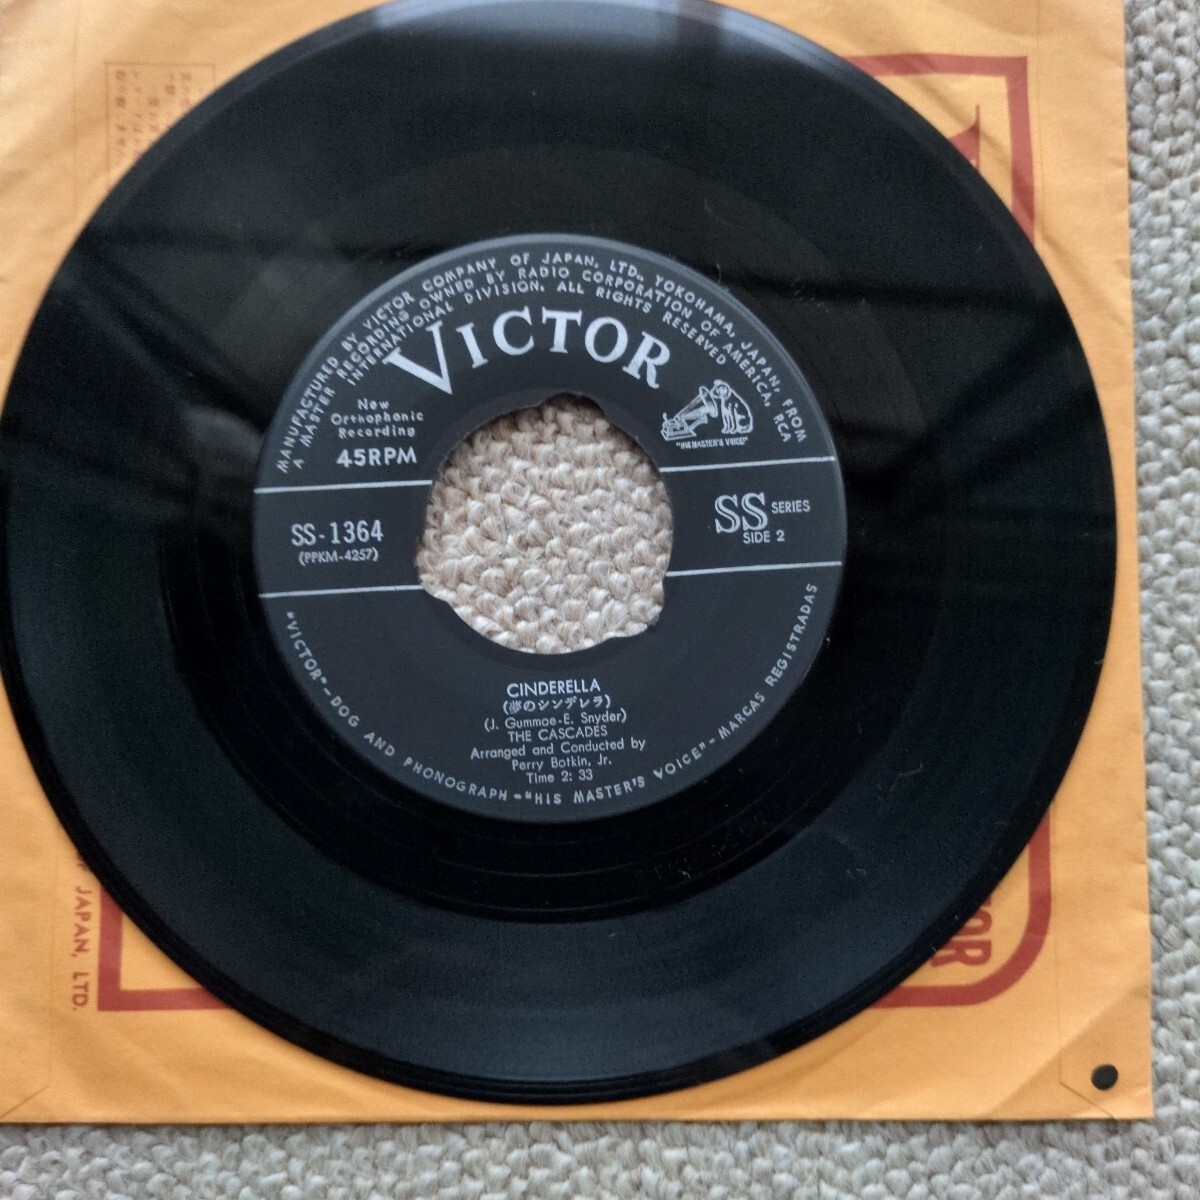 MANUFACTURED BY VICTOR COMPANY OF JAPAN, LTD., YOKOHAMA, JAPAN, FROM
A MASTER RECORDING OWNED BY RADIO CORPORATION OF AMERICA, RCA
INTERNATIONAL DIVISION. ALL RIGHTS RESERVED
VICTOR
New
Orthophonic
Recording
45RPM
"HIS MASTER'S VOICE"
SS-1364
(PPKM-4257)
SS SERIES
SIDE 2
CINDERELLA
(夢のシンデレラ)
(J. Gummoe-E. Snyder)
THE CASCADES
Arranged and Conducted by
Perry Botkin, Jr.
Time 2: 33
"VICTOR"-DOG AND PHONOGRAPH-"HIS MASTER'S VOICE"-MARCAS REGISTRADAS
JAPAN, LTD.